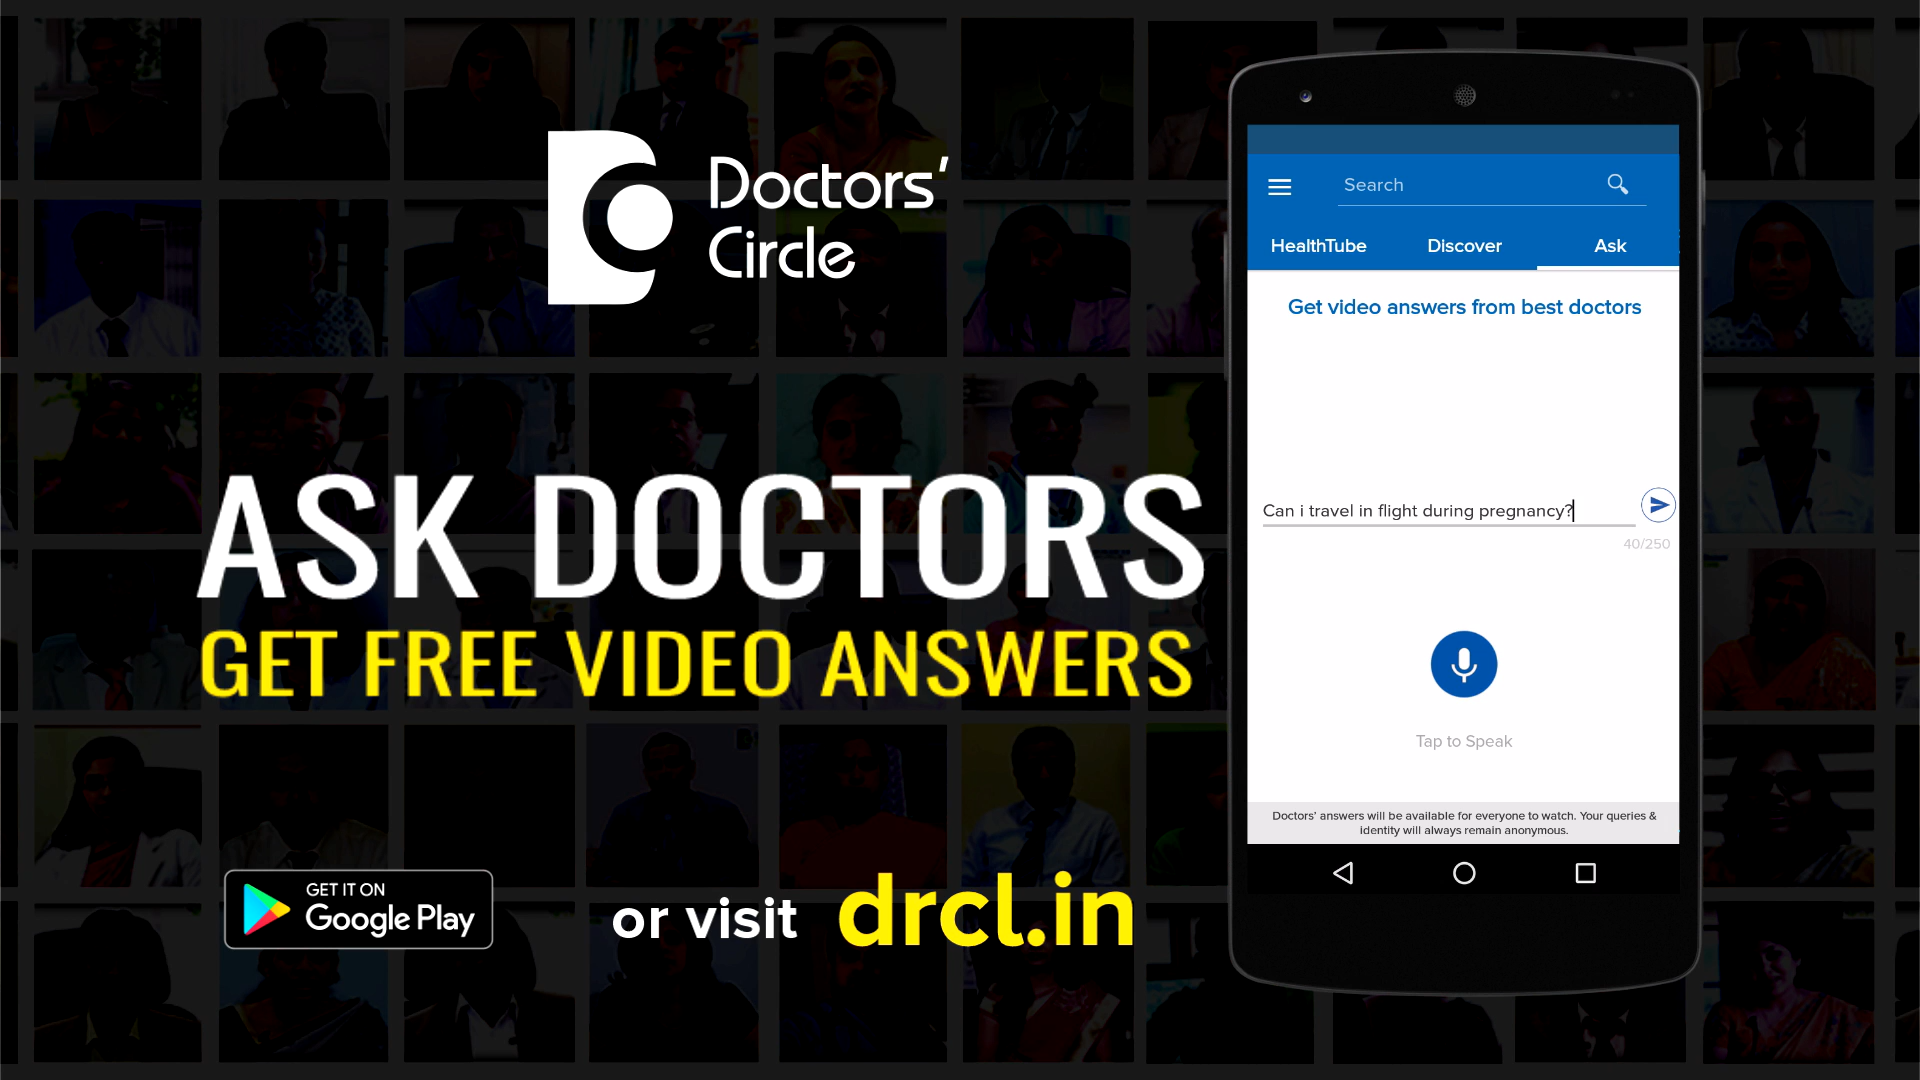 Doctors'
Circle
ASK DOCTORS
GET FREE VIDEO ANSWERS
GET IT ON
Google Play
or visit drcl.in
Search
HealthTube Discover Ask
Get video answers from best doctors
Can i travel in flight during pregnancy?
40/250
Tap to Speak
Doctors' answers will be available for everyone to watch. Your queries &
identity will always remain anonymous.